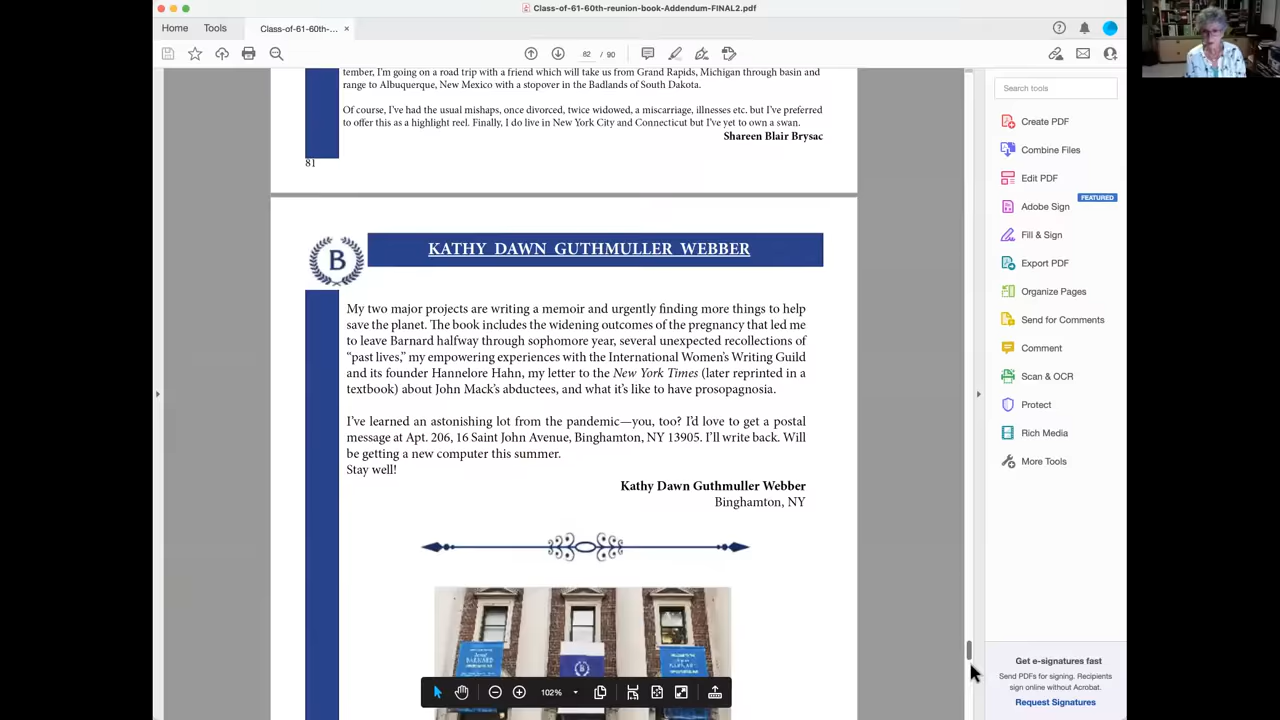 Class-of-61-60th-reunion-book-Addendum-FINAL2.pdf
Home
Tools
Class-of-61-60th-... ×
82 / 90
Search tools
tember, I'm going on a road trip with a friend which will take us from Grand Rapids, Michigan through basin and
range to Albuquerque, New Mexico with a stopover in the Badlands of South Dakota.
Of course, I've had the usual mishaps, once divorced, twice widowed, a miscarriage, illnesses etc. but I've preferred
to offer this as a highlight reel. Finally, I do live in New York City and Connecticut but I've yet to own a swan.
Shareen Blair Brysac
81
B
KATHY DAWN GUTHMULLER WEBBER
My two major projects are writing a memoir and urgently finding more things to help
save the planet. The book includes the widening outcomes of the pregnancy that led me
to leave Barnard halfway through sophomore year, several unexpected recollections of
“past lives,” my empowering experiences with the International Women's Writing Guild
and its founder Hannelore Hahn, my letter to the New York Times (later reprinted in a
textbook) about John Mack's abductees, and what it's like to have prosopagnosia.
I've learned an astonishing lot from the pandemic—you, too? I'd love to get a postal
message at Apt. 206, 16 Saint John Avenue, Binghamton, NY 13905. I'll write back. Will
be getting a new computer this summer.
Stay well!
Kathy Dawn Guthmuller Webber
Binghamton, NY
BARNARD
102%
Create PDF
Combine Files
Edit PDF
FEATURED
Adobe Sign
Fill & Sign
Export PDF
Organize Pages
Send for Comments
Comment
Scan & OCR
Protect
Rich Media
More Tools
Get e-signatures fast
Send PDFs for signing. Recipients
sign online without Acrobat.
Request Signatures